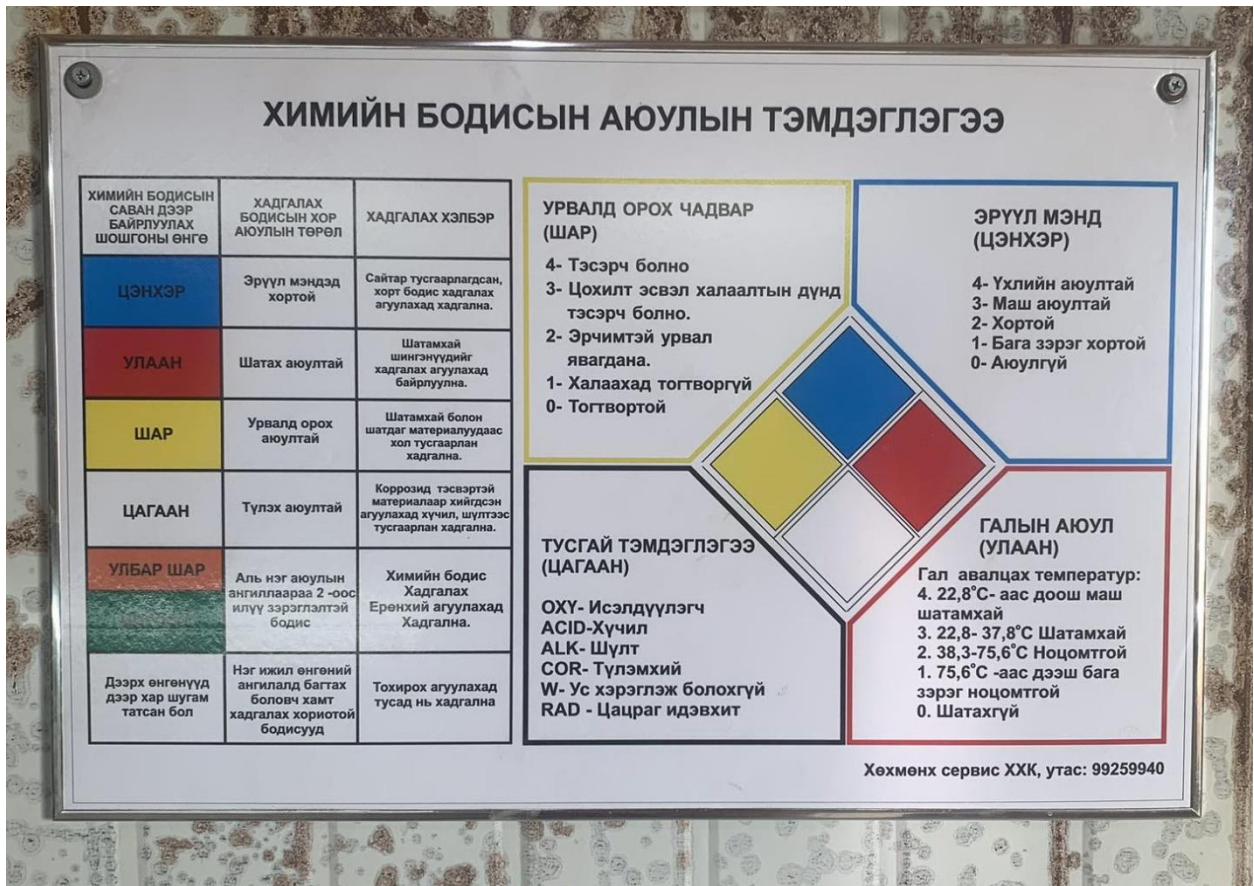 ХИМИЙН БОДИСЫН АЮУЛЫН ТЭМДЭГЛЭГЭЭ
ХИМИЙН БОДИСЫН
САВАН ДЭЭР
БАЙРЛУУЛАХ
ШОШГОНЫ ӨНГӨ
ХАДГАЛАХ
БОДИСЫН ХОР
АЮУЛЫН ТӨРӨЛ
ХАДГАЛАХ ХЭЛБЭР
ЦЭНХЭР
Эрүүл мэндэд
хортой
Сайтар тусгаарлагдсан,
хорт бодис хадгалах
агуулахад хадгална.
УЛААН
Шатах аюултай
Шатамхай
шингэнүүдийг
хадгалах агуулахад
байрлуулна.
ШАР
Урвалд орох
аюултай
Шатамхай болон
шатдаг материалуудаас
хол тусгаарлан
хадгална.
ЦАГААН
Түлэх аюултай
Коррозид тэсвэртэй
материалаар хийгдсэн
агуулахад хүчил, шүлтээс
тусгаарлан хадгална.
УЛБАР ШАР
Аль нэг аюулын
ангиллаараа 2 -оос
илүү зэрэглэлтэй
бодис
Химийн бодис
Хадгалах
Ерөнхий агуулахад
Хадгална.
Дээрх өнгөнүүд
дээр хар шугам
татсан бол
Нэг ижил өнгөний
ангилалд багтах
боловч хамт
хадгалах хориотой
бодисууд
Тохирох агуулахад
тусад нь хадгална
УРВАЛД ОРОХ ЧАДВАР
(ШАР)
4- Тэсэрч болно
3- Цохилт эсвэл халаалтын дүнд
тэсэрч болно.
2- Эрчимтэй урвал
явагдана.
1- Халаахад тогтворгүй
0- Тогтвортой
ЭРҮҮЛ МЭНД
(ЦЭНХЭР)
4- Үхлийн аюултай
3- Маш аюултай
2- Хортой
1- Бага зэрэг хортой
0- Аюулгүй
ТУСГАЙ ТЭМДЭГЛЭГЭЭ
(ЦАГААН)
OXY- Исэлдүүлэгч
ACID-Хүчил
ALK- Шүлт
COR- Түлэмхий
W- Ус хэрэглэж болохгүй
RAD - Цацраг идэвхит
ГАЛЫН АЮУЛ
(УЛААН)
Гал авалцах температур:
4. 22,8°C- аас доош маш
шатамхай
3. 22,8- 37,8°C Шатамхай
2. 38,3-75,6°C Ноцомтгой
1. 75,6°C -аас дээш бага
зэрэг ноцомтгой
0. Шатахгүй
Хөхмөнх сервис ХХК, утас: 99259940